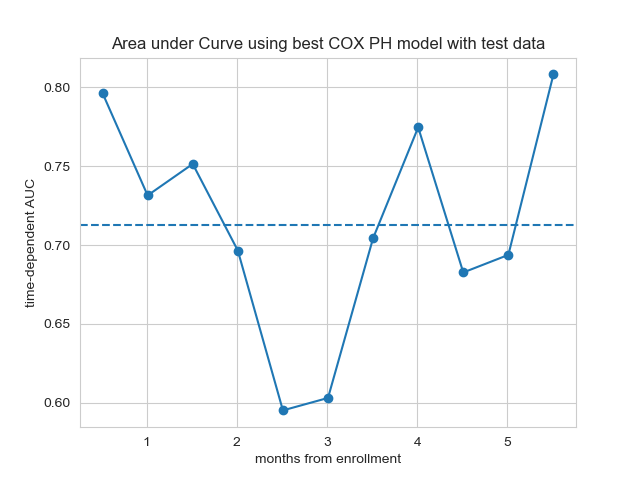 Area under Curve using best COX PH model with test data
time-dependent AUC
0.80
0.75
0.70
0.65
0.60
1 2 3 4 5
months from enrollment